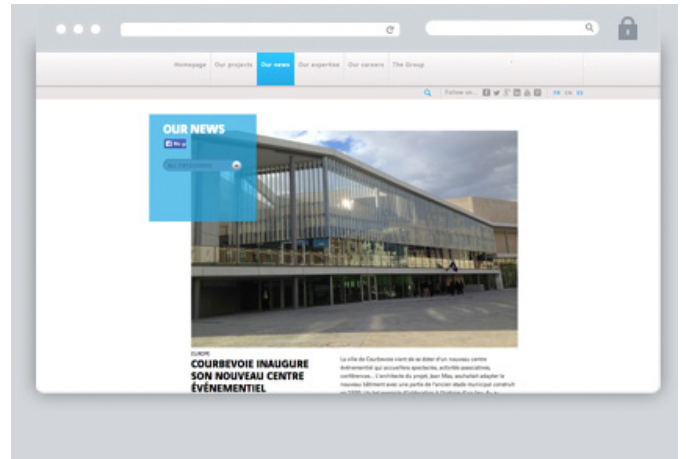 Homepage Our projects Our news Our expertise Our careers The Group
Follow us... FR EN ES
OUR NEWS
ALL CATEGORIES
EUROPE
COURBEVOIE INAUGURE
SON NOUVEAU CENTRE
ÉVÉNEMENTIEL
La ville de Courbevoie vient de se doter d'un nouveau centre
événementiel qui accueillera spectacles, activités associatives,
conférences... L'architecte du projet, Jean Mas, souhaitait adapter le
nouveau bâtiment avec une partie de l'ancien stade municipal construit